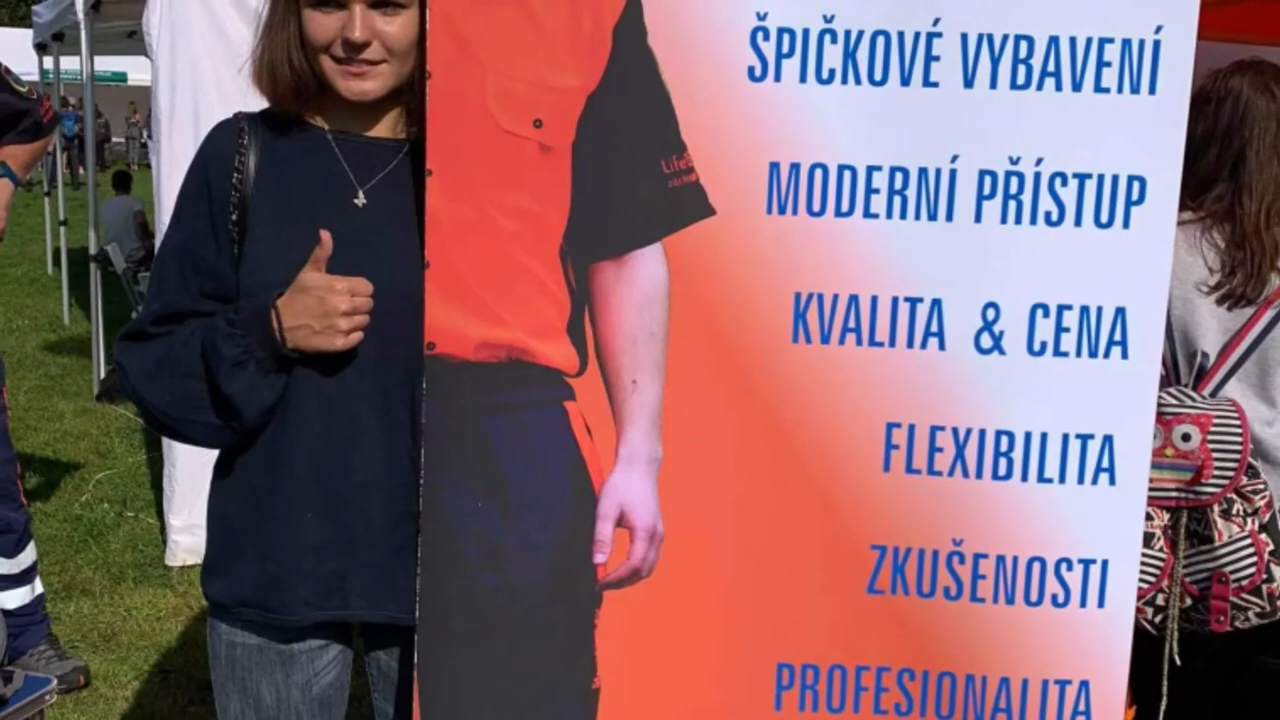 ŠPIČKOVÉ VYBAVENÍ
MODERNÍ PŘÍSTUP
KVALITA & CENA
FLEXIBILITA
ZKUŠENOSTI
PROFESIONALITA